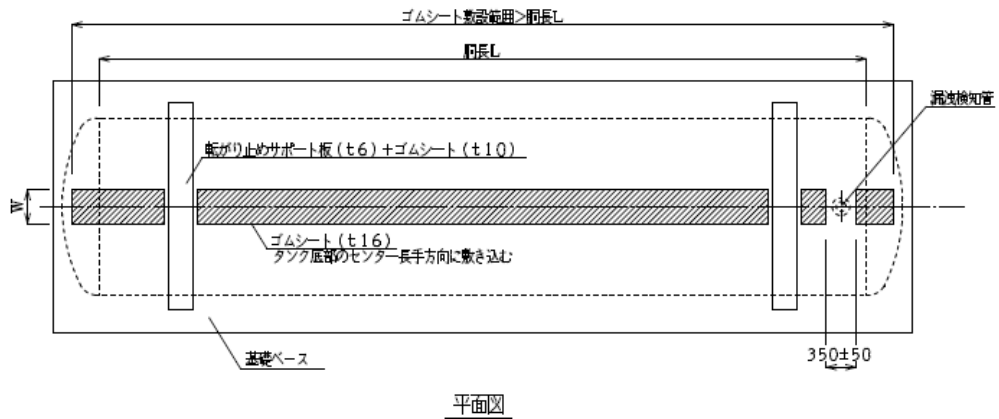 ゴムシート敷設範囲>胴長L
胴長L
漏洩検知管
転がり止めサポート板(t6)+ゴムシート(t10)
W
ゴムシート(t16)
タンク底部のセンター長手方向に敷き込む
基礎ベース
350±50
平面図